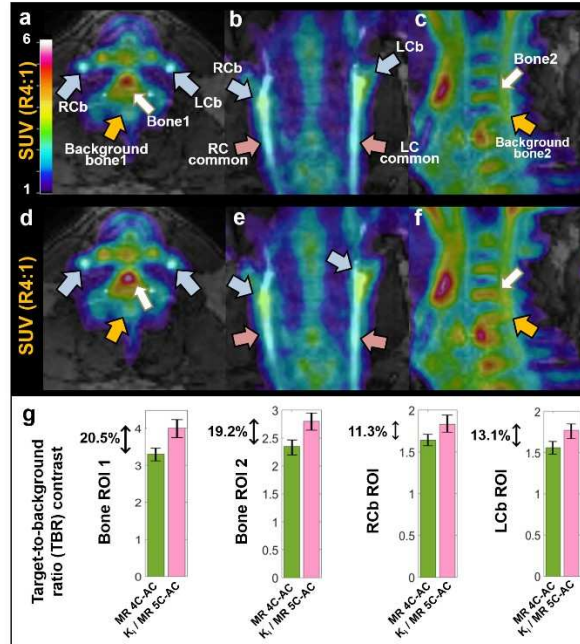 a
b
c
6
1
SUV (R4:1)
RCb
LCb
Bone1
Background
bone1
RCb
LCb
RC
common
LC
common
Bone2
Background
bone2
d
e
f
SUV (R4:1)
g
Target-to-background
ratio (TBR) contrast
Bone ROI 1
20.5%
4
3
2
1
0
MR 4C-AC
Kᵢ / MR 5C-AC
Bone ROI 2
19.2%
3
2.5
2
1.5
1
0.5
0
MR 4C-AC
Kᵢ / MR 5C-AC
RCb ROI
11.3%
2
1.5
1
0.5
0
MR 4C-AC
Kᵢ / MR 5C-AC
LCb ROI
13.1%
2
1.5
1
0.5
0
MR 4C-AC
Kᵢ / MR 5C-AC